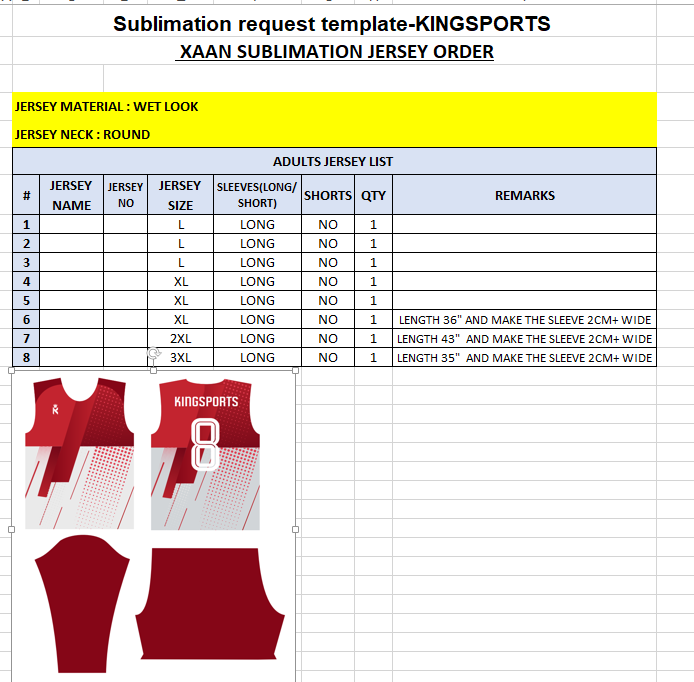 Sublimation request template-KINGSPORTS
XAAN SUBLIMATION JERSEY ORDER
JERSEY MATERIAL : WET LOOK
JERSEY NECK : ROUND
ADULTS JERSEY LIST
# JERSEY NAME JERSEY NO JERSEY SIZE SLEEVES(LONG/SHORT) SHORTS QTY REMARKS
1 L LONG NO 1
2 L LONG NO 1
3 L LONG NO 1
4 XL LONG NO 1
5 XL LONG NO 1
6 XL LONG NO 1 LENGTH 36" AND MAKE THE SLEEVE 2CM+ WIDE
7 2XL LONG NO 1 LENGTH 43" AND MAKE THE SLEEVE 2CM+ WIDE
8 3XL LONG NO 1 LENGTH 35" AND MAKE THE SLEEVE 2CM+ WIDE
KINGSPORTS
8